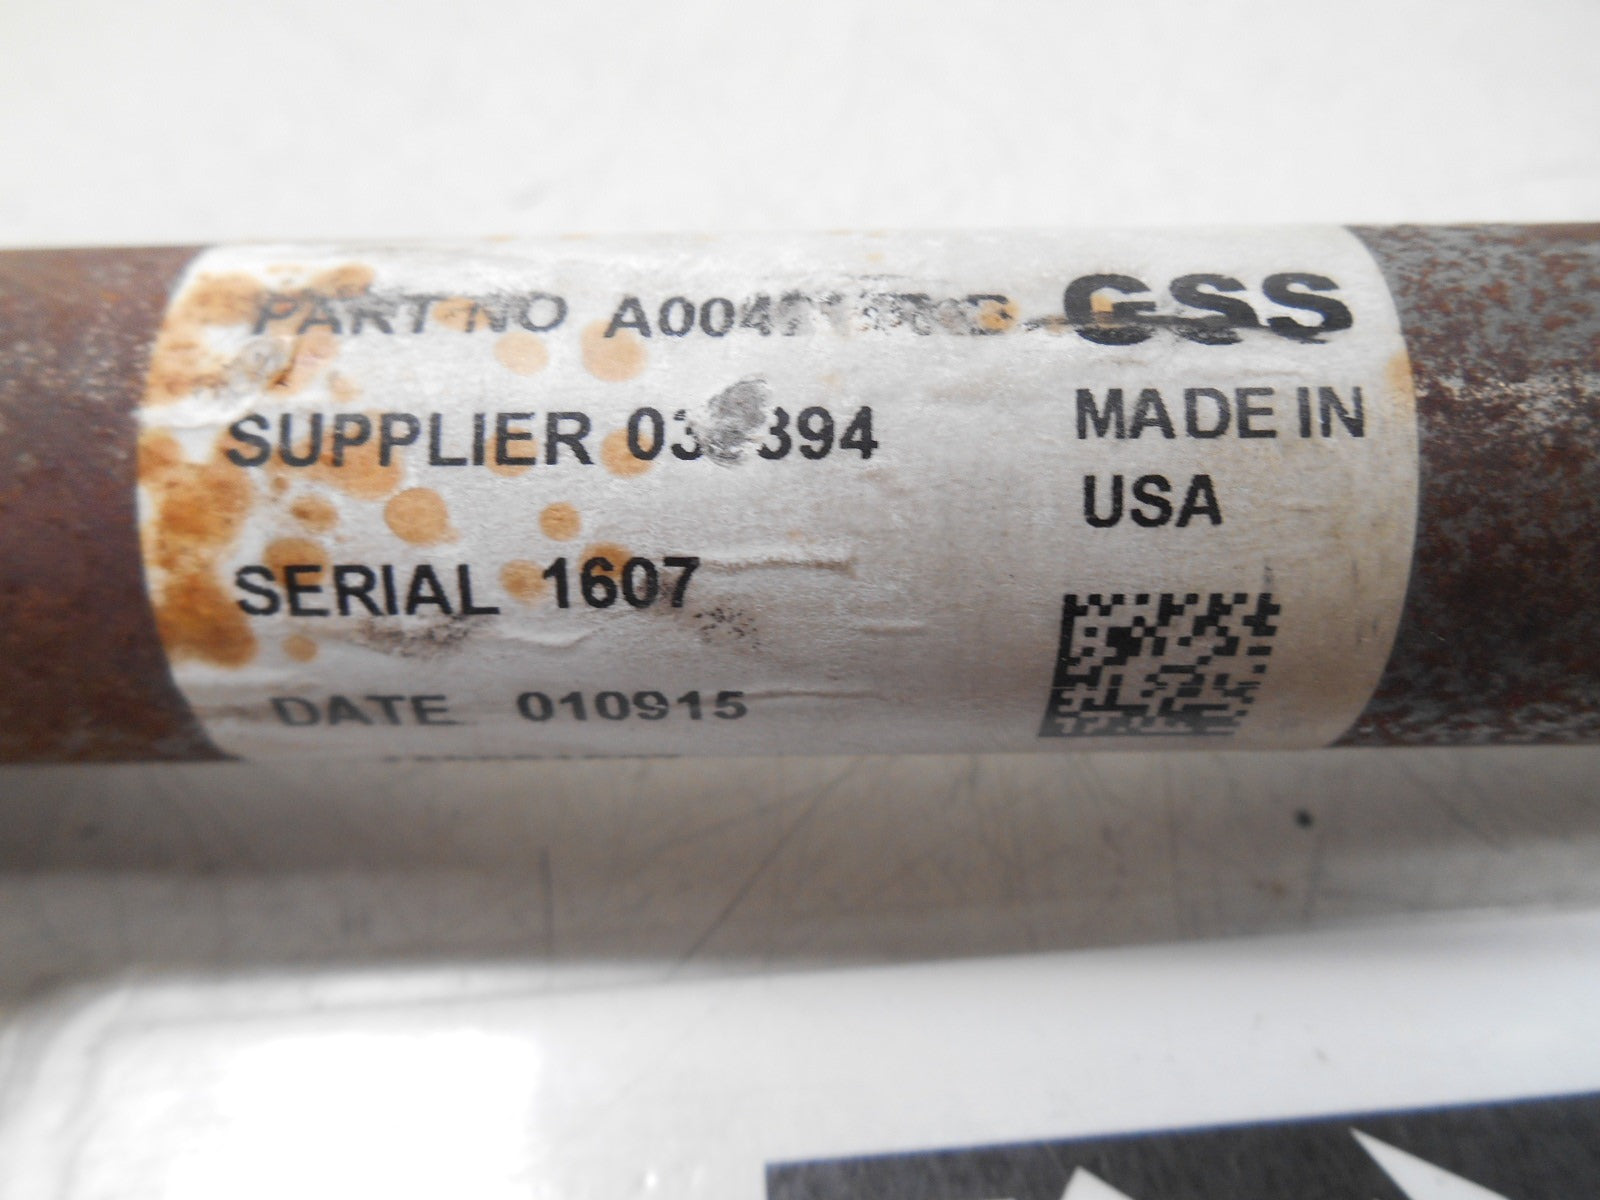 PART NO GSS
SUPPLIER
MADE IN
USA
SERIAL 1607
DATE 010915